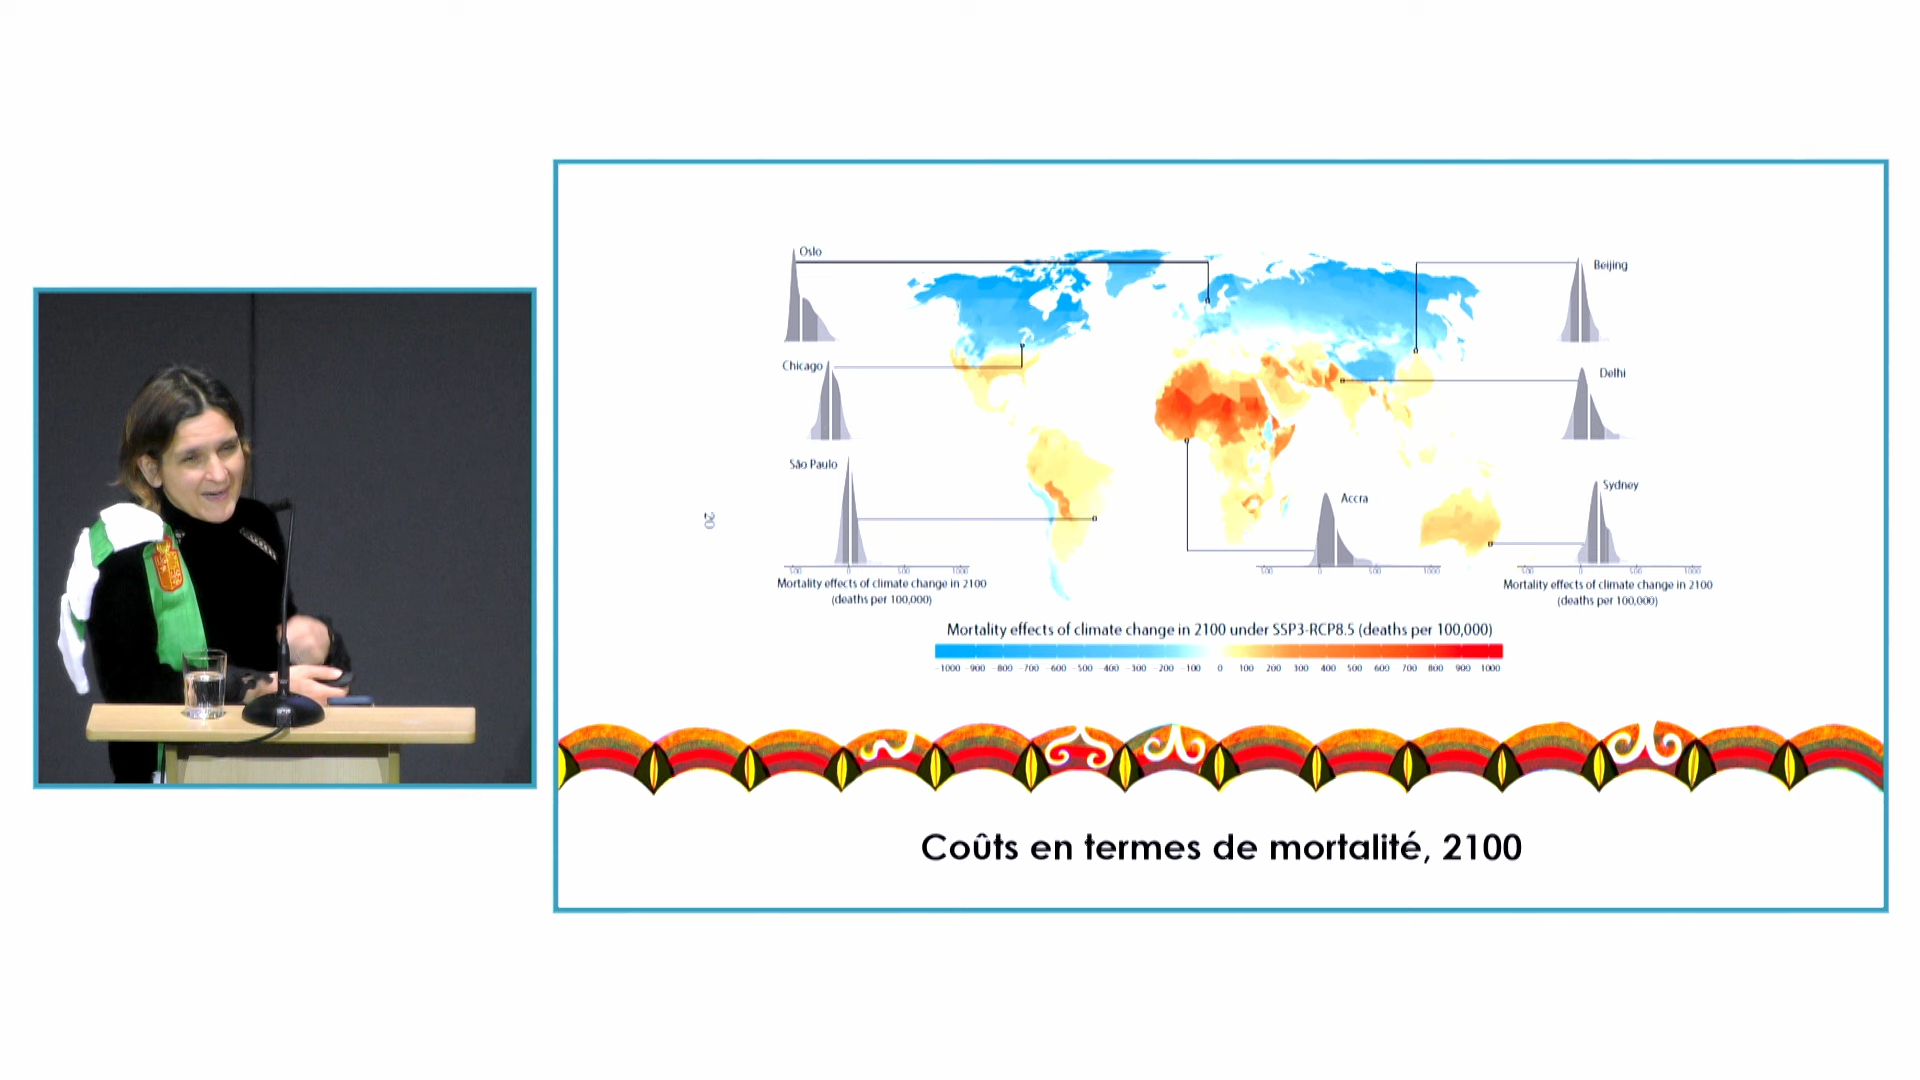 Oslo
Beijing
Chicago
Delhi
São Paulo
Sydney
Accra
20
Mortality effects of climate change in 2100
(deaths per 100,000)
Mortality effects of climate change in 2100
(deaths per 100,000)
Mortality effects of climate change in 2100 under SSP3-RCP8.5 (deaths per 100,000)
-1000 -900 -800 -700 -600 -500 -400 -300 -200 -100 0 100 200 300 400 500 600 700 800 900 1000
Coûts en termes de mortalité, 2100